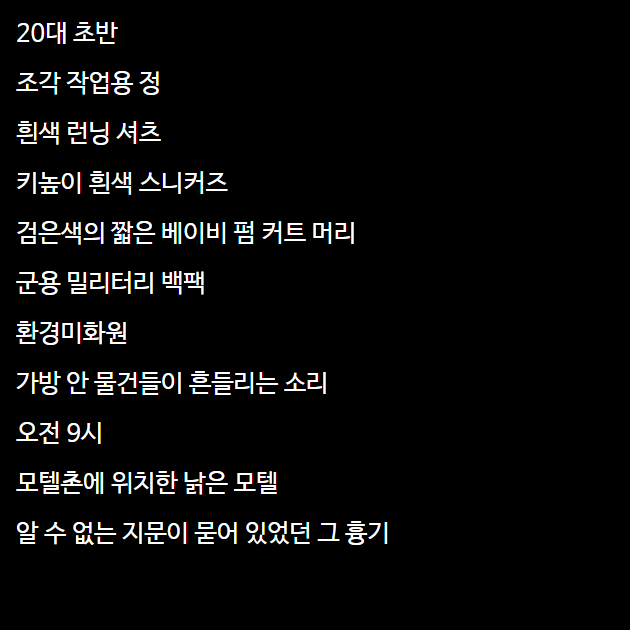 20대 초반
조각 작업용 정
흰색 런닝 셔츠
키높이 흰색 스니커즈
검은색의 짧은 베이비 펌 커트 머리
군용 밀리터리 백팩
환경미화원
가방 안 물건들이 흔들리는 소리
오전 9시
모텔촌에 위치한 낡은 모텔
알 수 없는 지문이 묻어 있었던 그 흉기